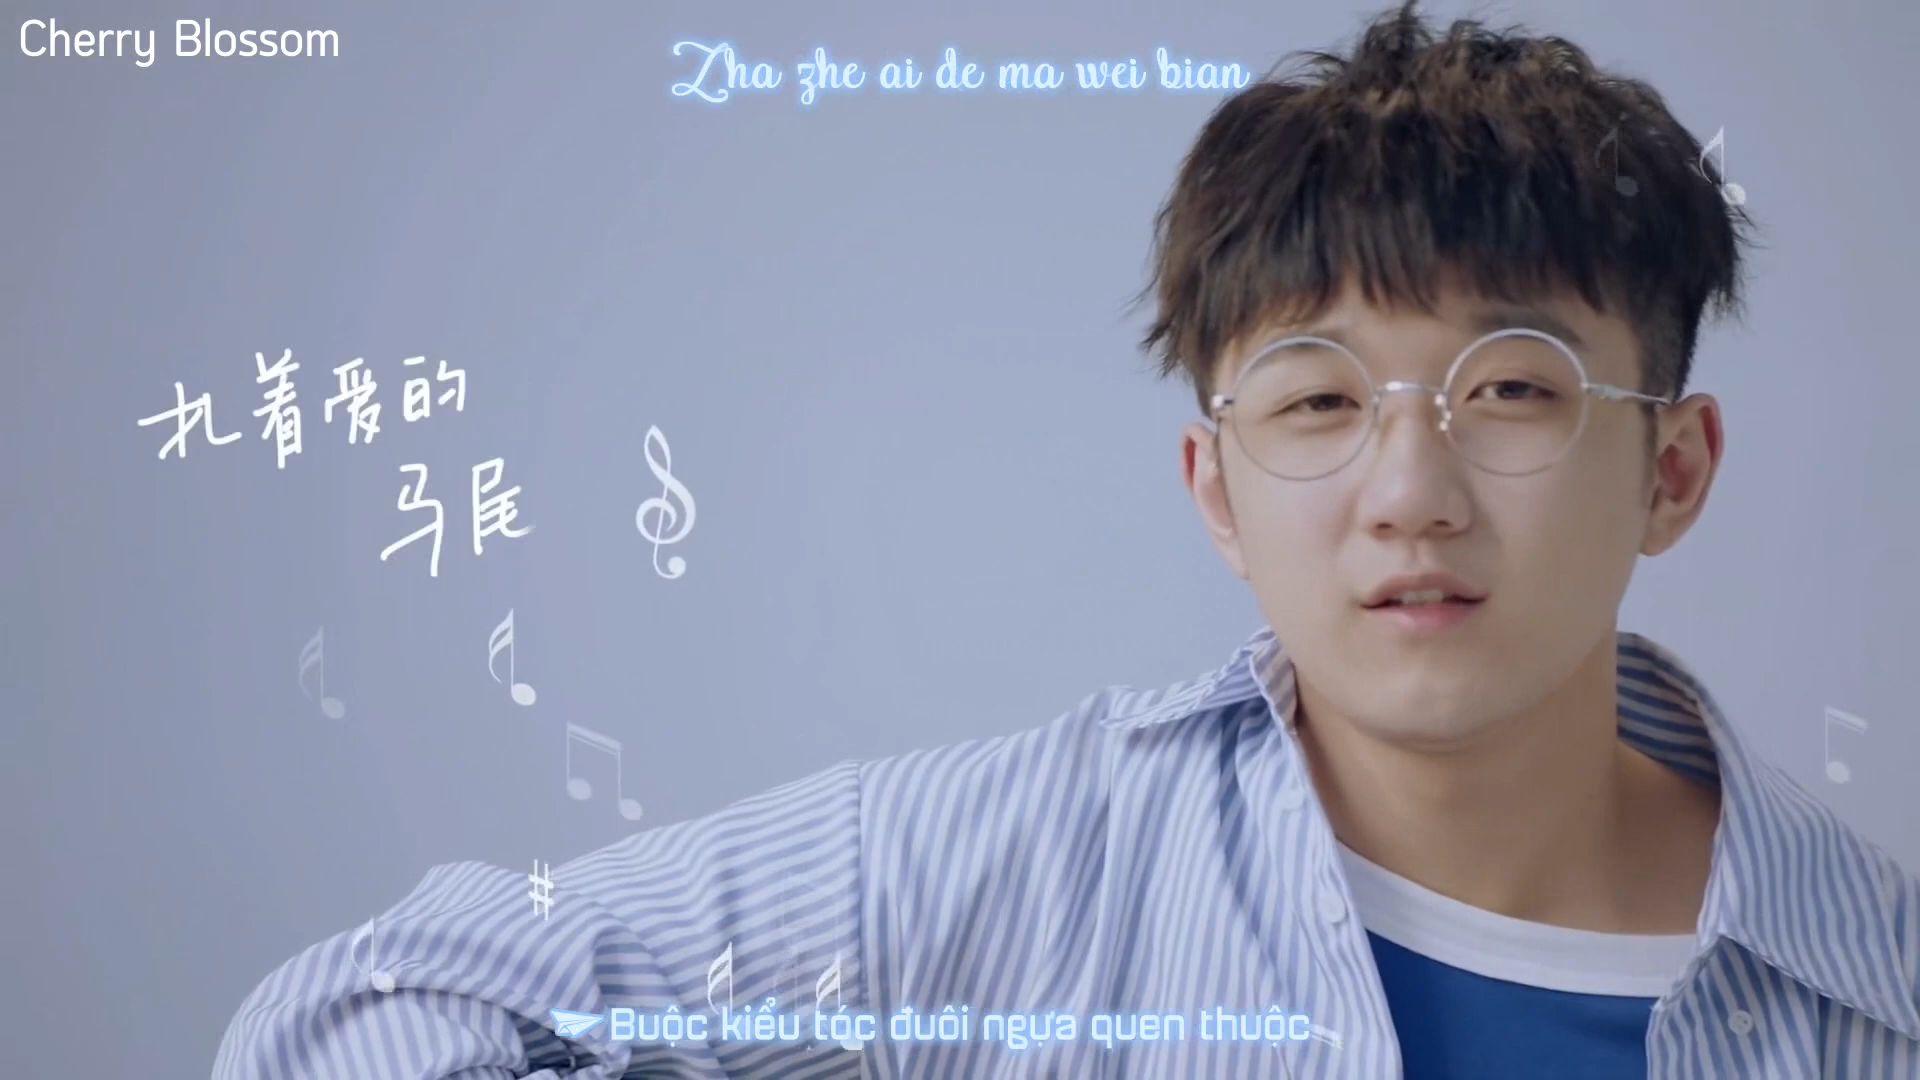 Cherry Blossom
Zha zhe ai de ma wei bian
扎着爱的
马尾
Buộc kiểu tóc đuôi ngựa quen thuộc